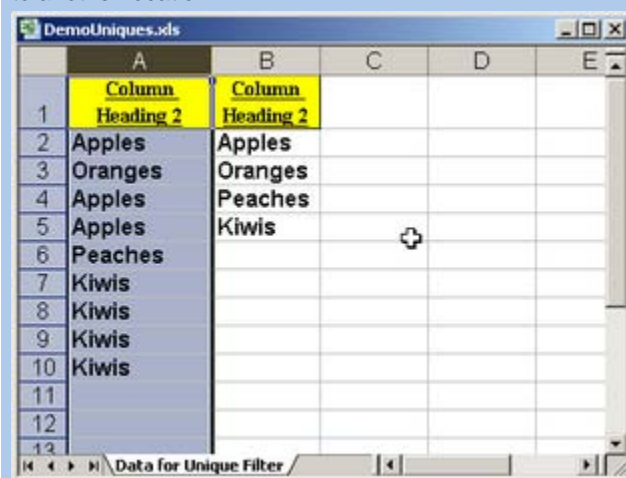 DemoUniques.xls
A B C D E
Column Column
1 Heading 2 Heading 2
2 Apples Apples
3 Oranges Oranges
4 Apples Peaches
5 Apples Kiwis
6 Peaches
7 Kiwis
8 Kiwis
9 Kiwis
10 Kiwis
11
12
13
Data for Unique Filter